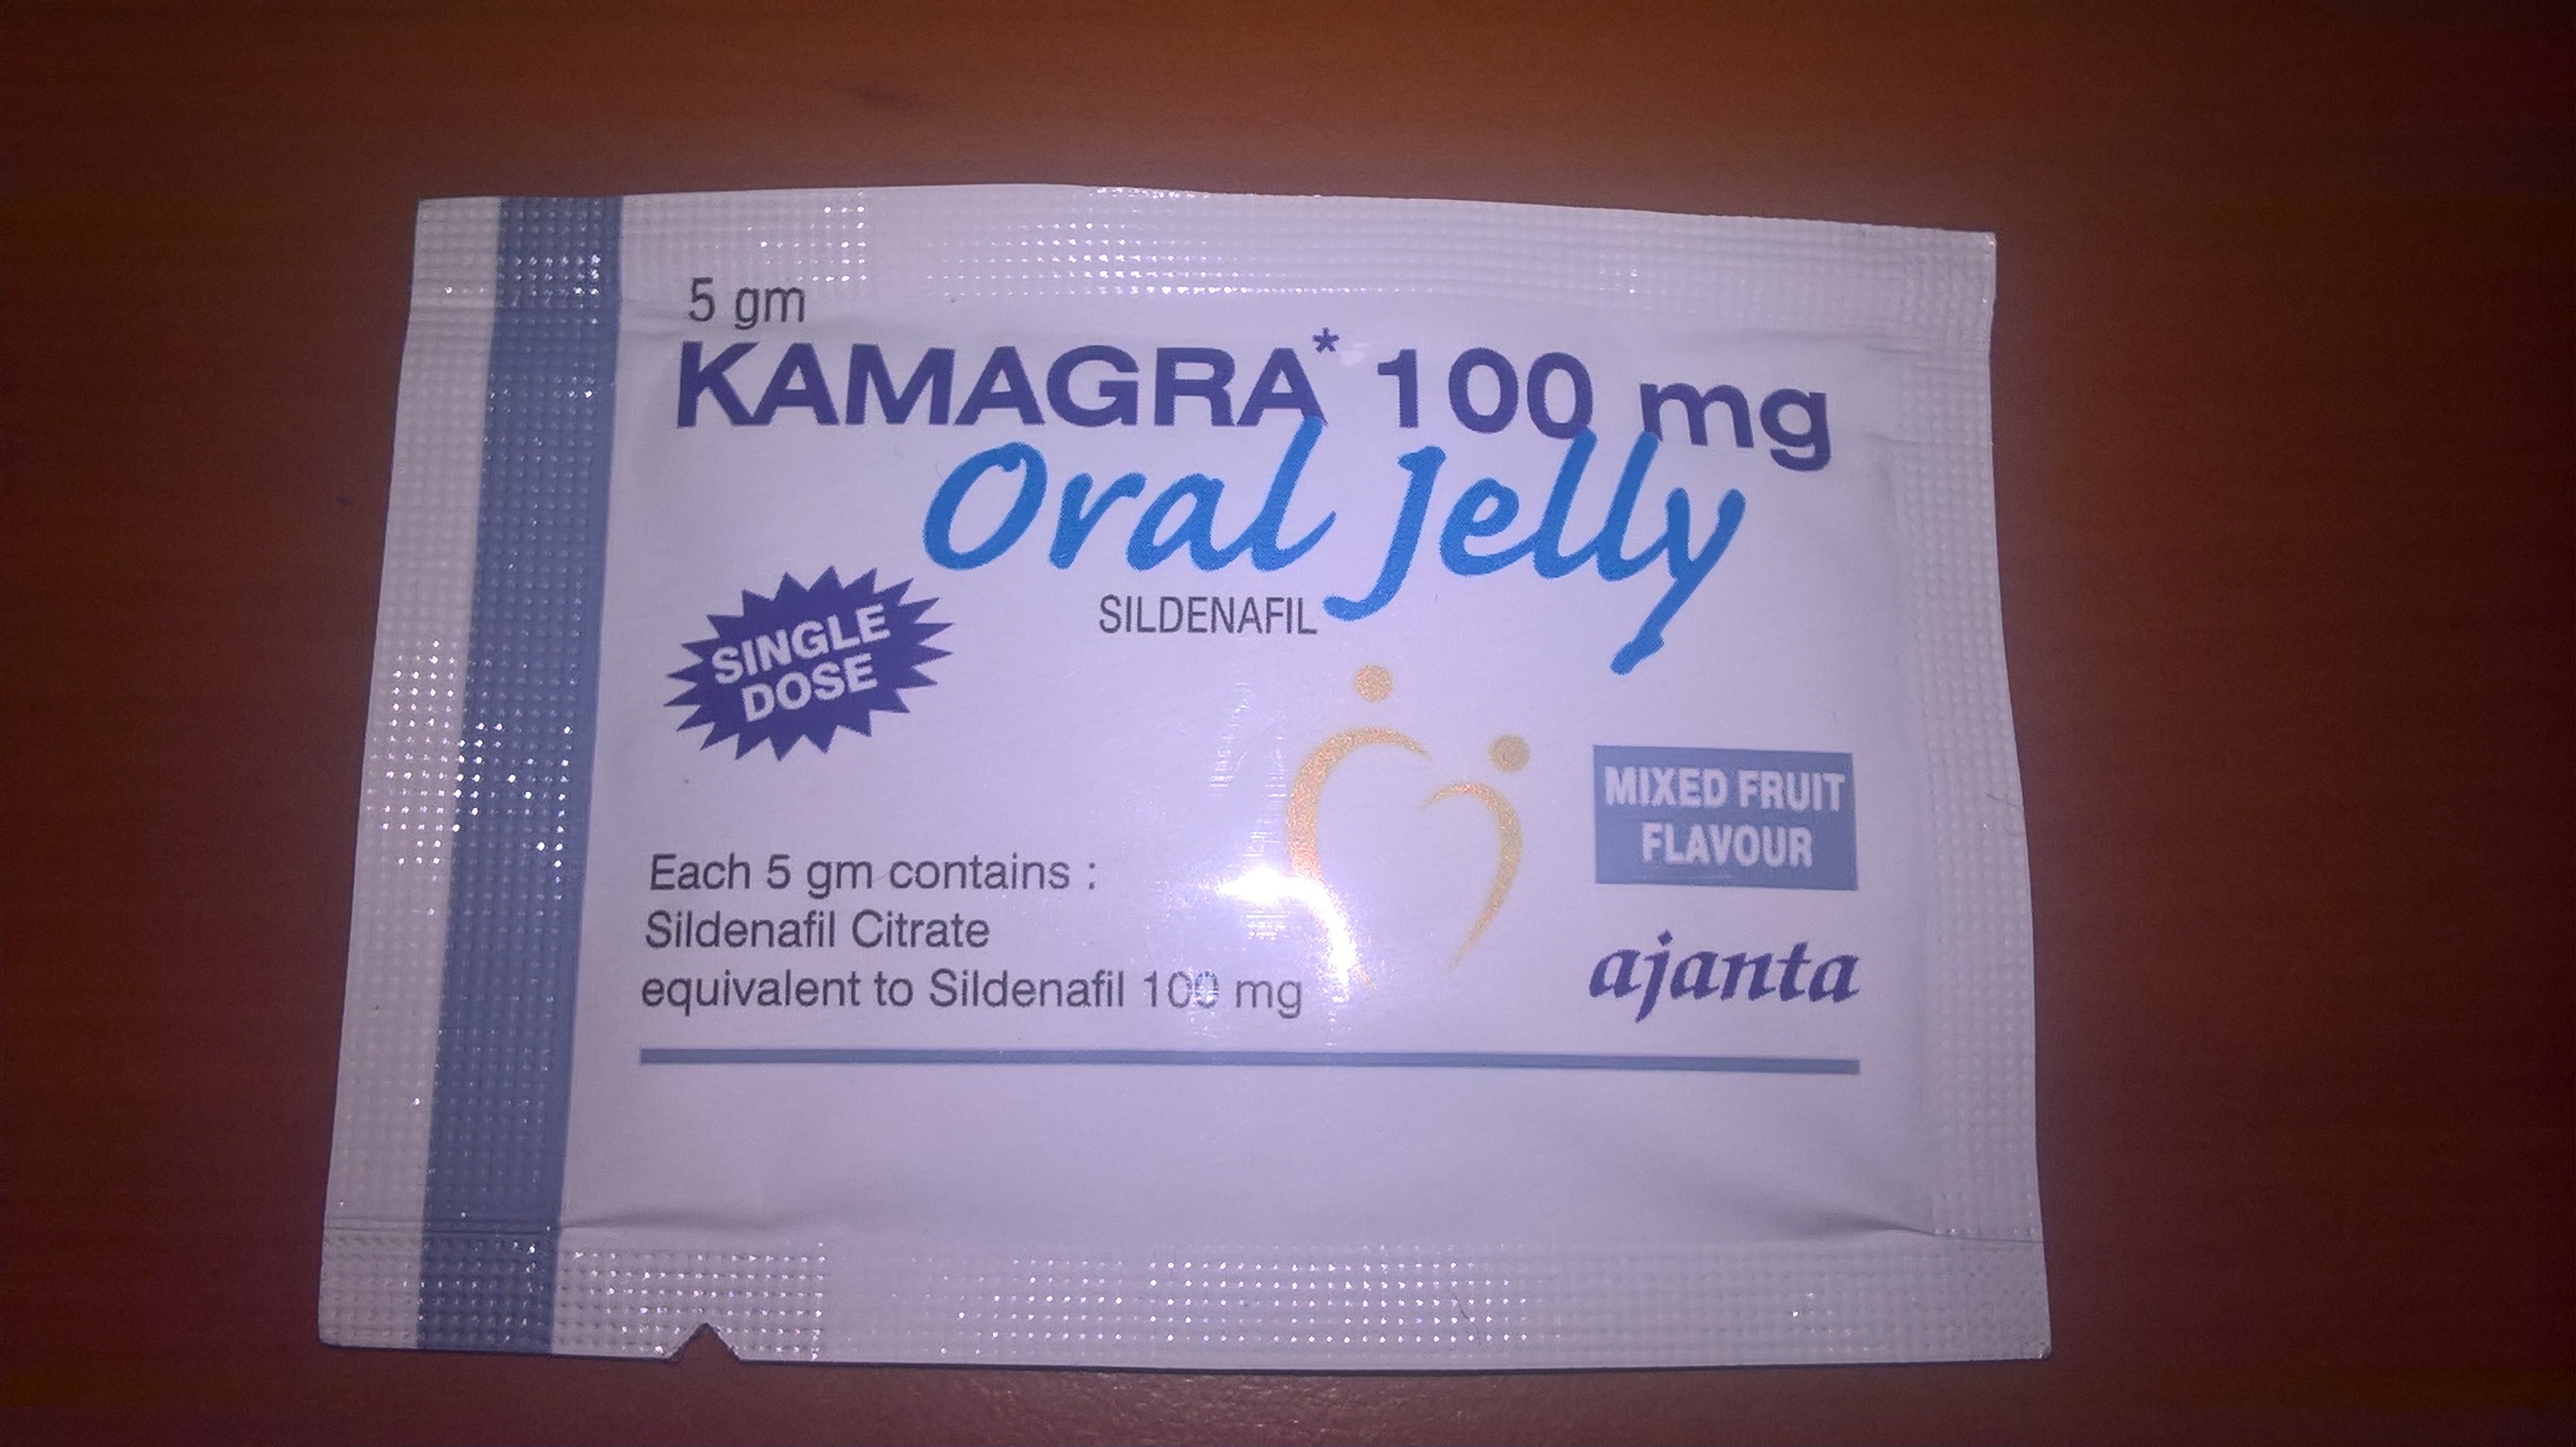 5 gm
KAMAGRA* 100 mg
Oral Jelly
SILDENAFIL
SINGLE
DOSE
MIXED FRUIT
FLAVOUR
Each 5 gm contains :
Sildenafil Citrate
equivalent to Sildenafil 100 mg
ajanta